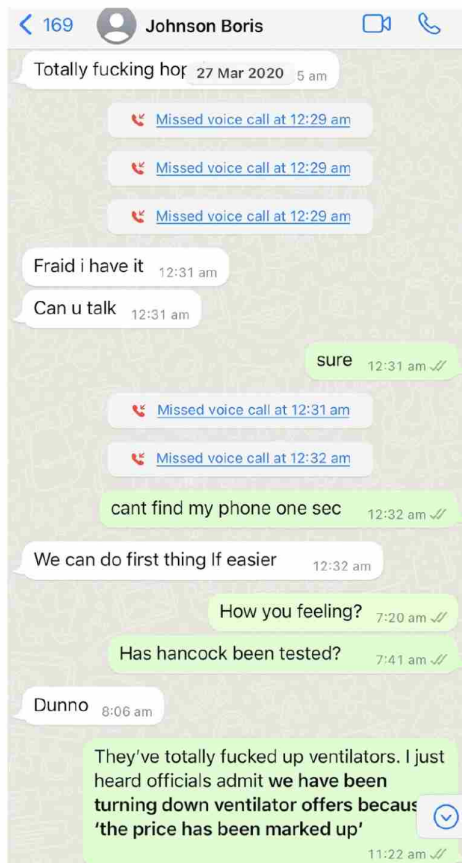 169
Johnson Boris
Totally fucking
27 Mar 2020
5 am
Missed voice call at 12:29 am
Missed voice call at 12:29 am
Missed voice call at 12:29 am
Fraid i have it 12:31 am
Can u talk 12:31 am
sure 12:31 am
Missed voice call at 12:31 am
Missed voice call at 12:32 am
cant find my phone one sec 12:32 am
We can do first thing If easier 12:32 am
How you feeling? 7:20 am
Has hancock been tested? 7:41 am
Dunno 8:06 am
They've totally fucked up ventilators. I just
heard officials admit we have been
turning down ventilator offers becaus
'the price has been marked up'
11:22 am